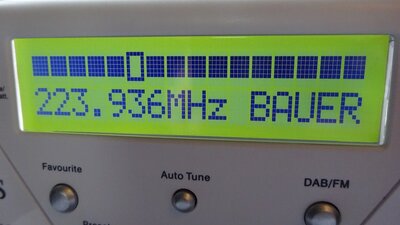 223.936MHz BAUER
Favourite
Auto Tune
DAB/FM